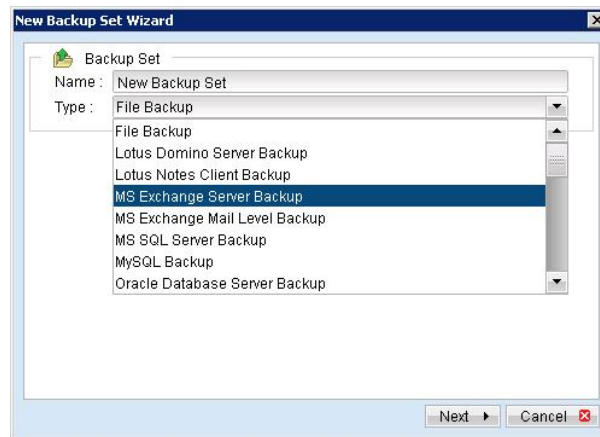 New Backup Set Wizard
Backup Set
Name : New Backup Set
Type : File Backup
File Backup
Lotus Domino Server Backup
Lotus Notes Client Backup
MS Exchange Server Backup
MS Exchange Mail Level Backup
MS SQL Server Backup
MySQL Backup
Oracle Database Server Backup
Next Cancel